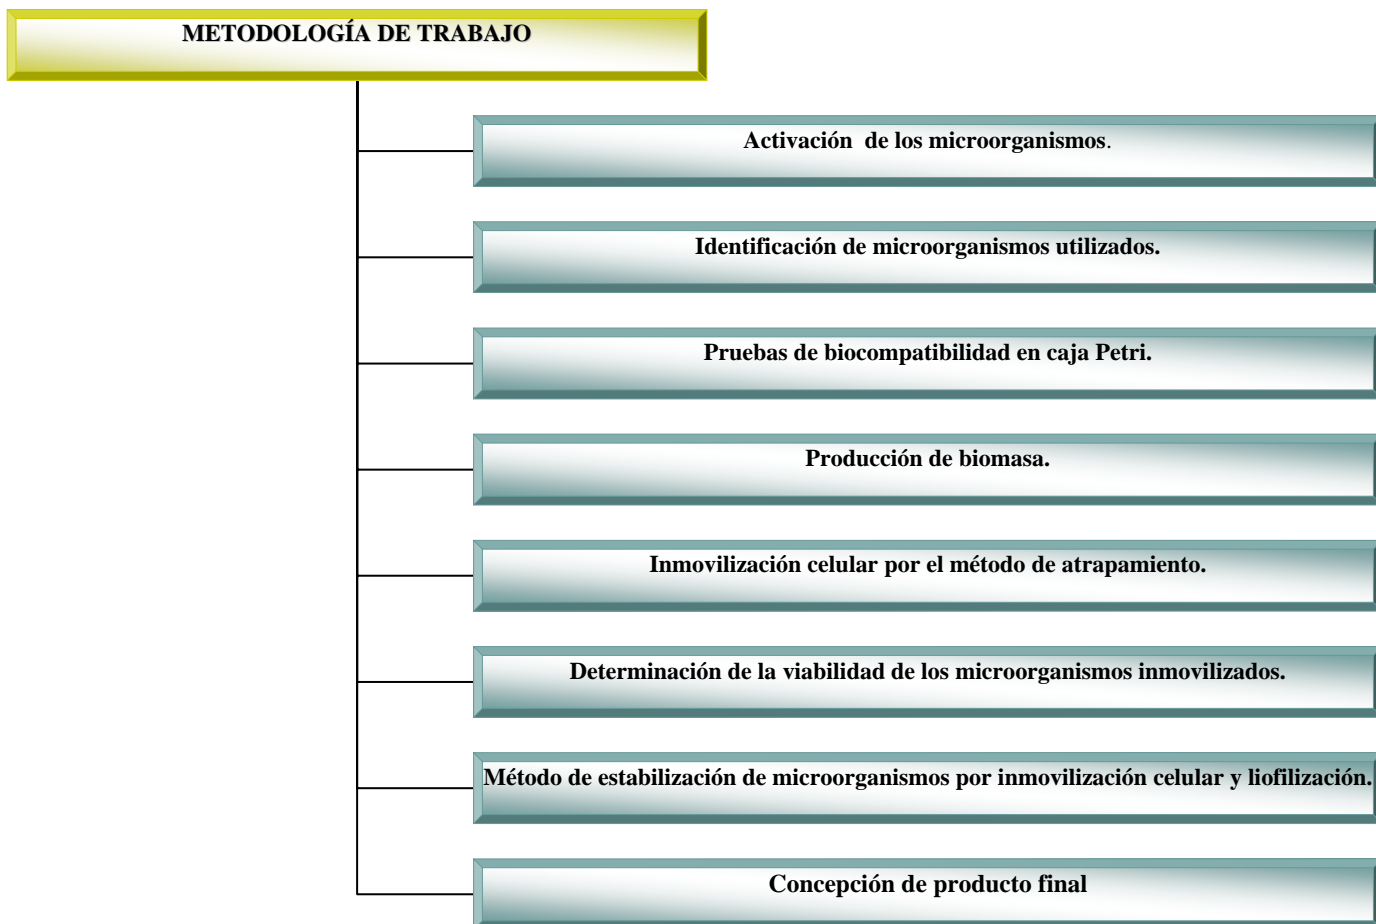 METODOLOGÍA DE TRABAJO
Activación  de los microorganismos.
Identificación de microorganismos utilizados.
Pruebas de biocompatibilidad en caja Petri.
Producción de biomasa.
Inmovilización celular por el método de atrapamiento.
Determinación de la viabilidad de los microorganismos inmovilizados.
Método de estabilización de microorganismos por inmovilización celular y liofilización.
Concepción de producto final